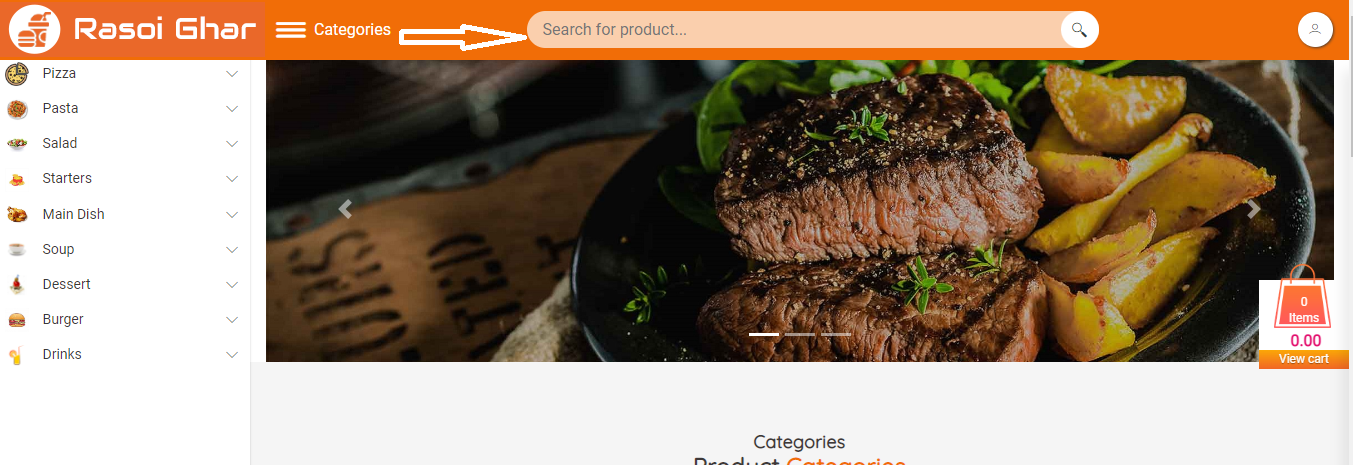 Rasoi Ghar
Categories
Search for product...
Pizza
Pasta
Salad
Starters
Main Dish
Soup
Dessert
Burger
Drinks
0
Items
0.00
View cart
Categories
Product Categories